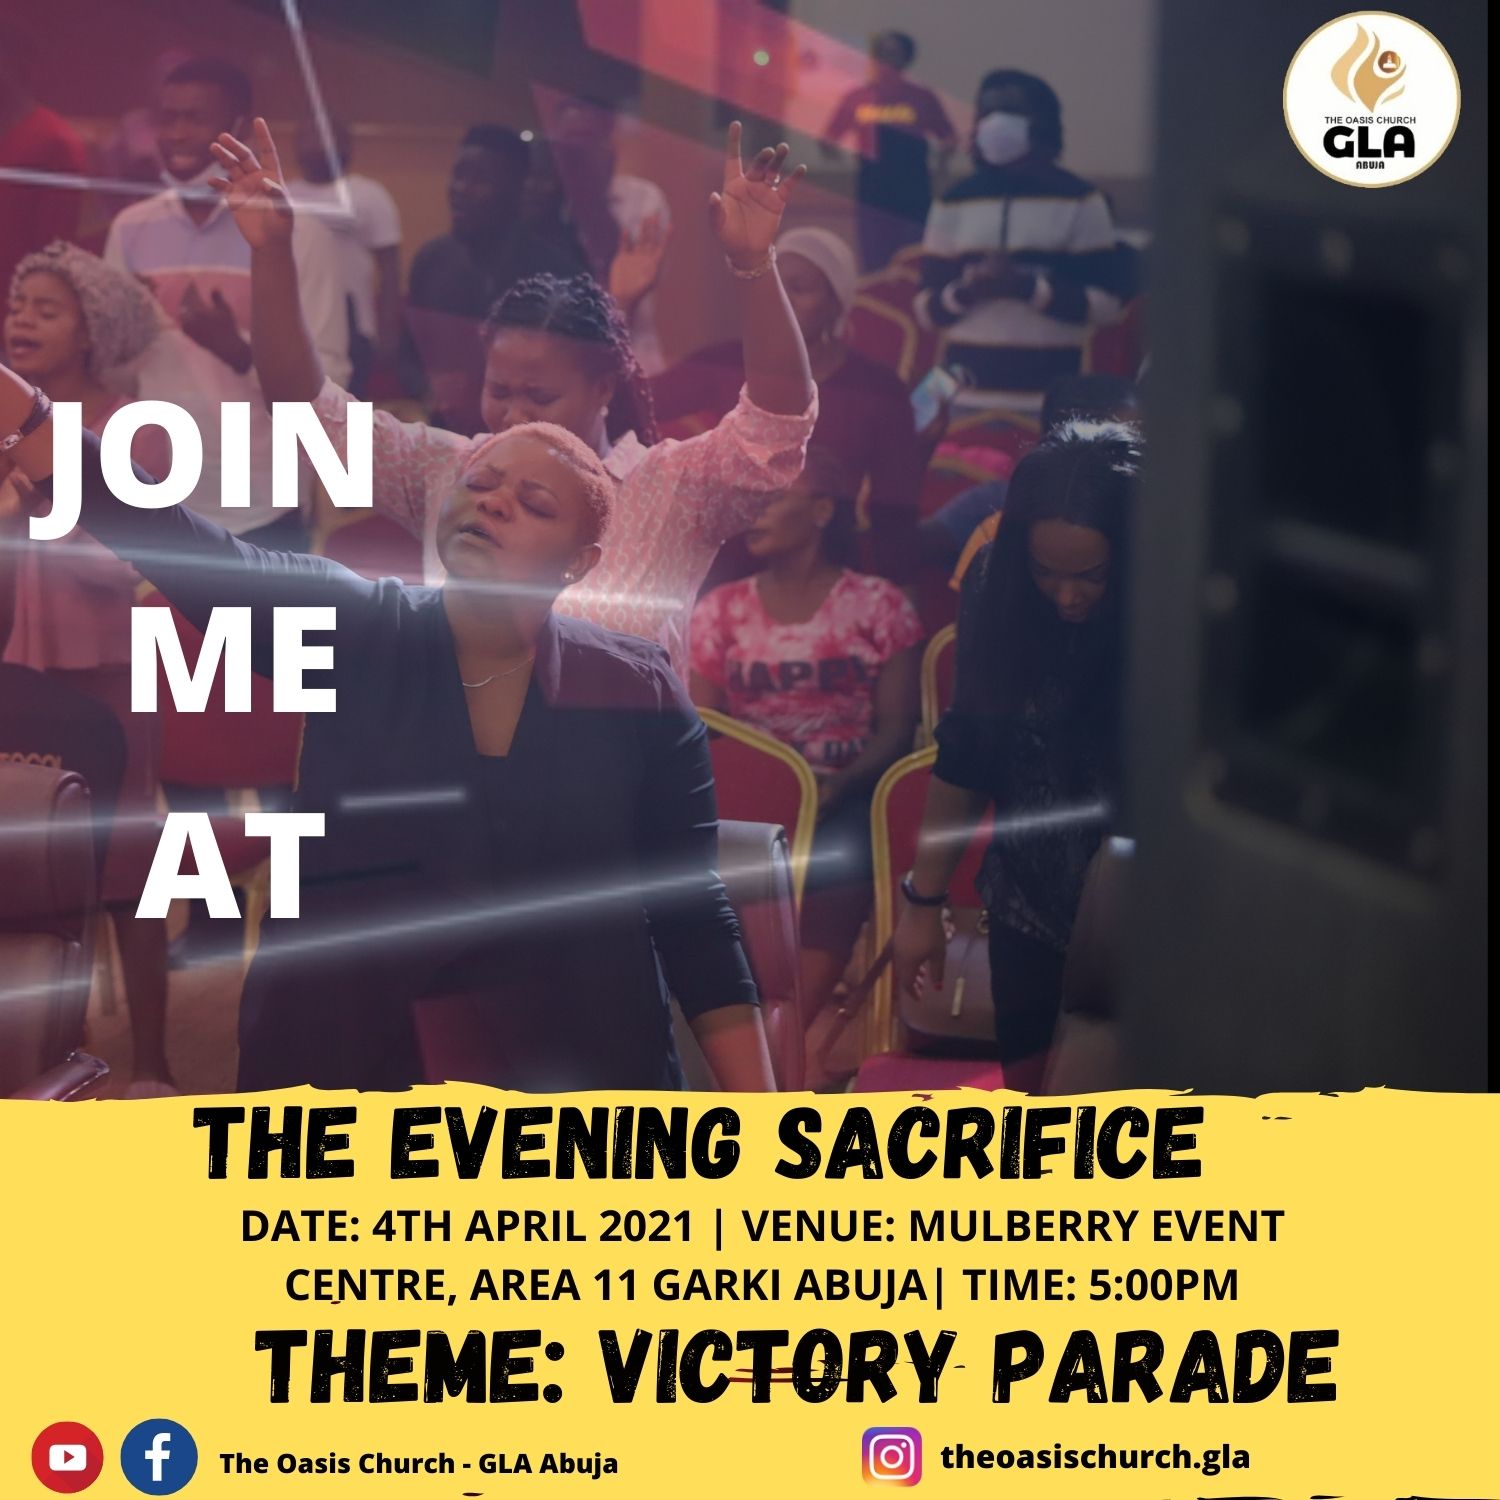 THE OASIS CHURCH
GLA
ABUJA
JOIN
ME
AT
THE EVENING SACRIFICE
DATE: 4TH APRIL 2021 | VENUE: MULBERRY EVENT
CENTRE, AREA 11 GARKI ABUJA| TIME: 5:00PM
THEME: VICTORY PARADE
The Oasis Church - GLA Abuja
theoasischurch.gla
HAPPY